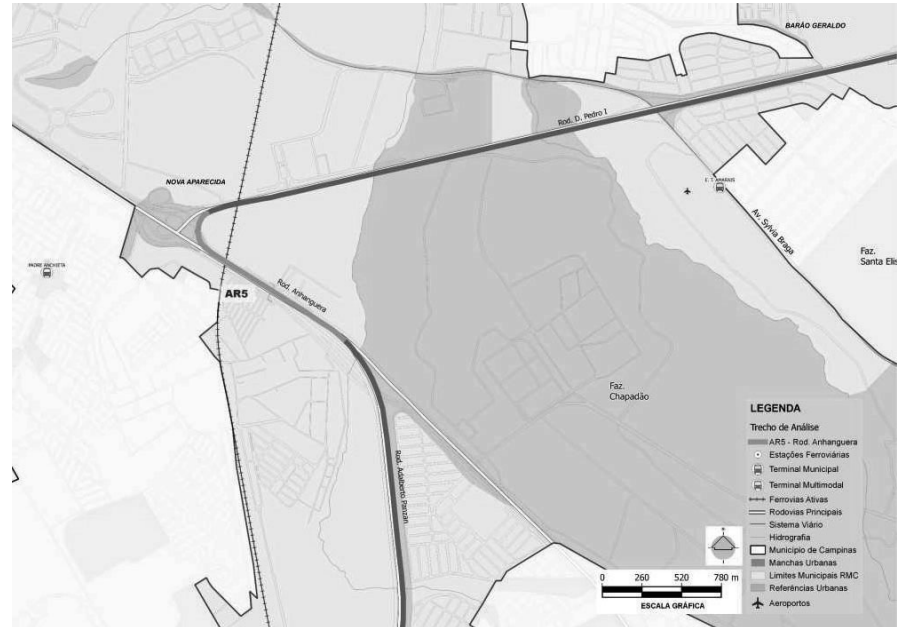 BARÃO GERALDO
Rod. D. Pedro I
NOVA APARECIDA
E. T. AMARAIS
Av. Sylvia Braga
Faz.
Santa Elis
PADRE ANCHIETA
AR5
Rod. Anhanguera
Faz.
Chapadão
Rod. Adalberto Panzan
LEGENDA
Trecho de Análise
AR5 - Rod. Anhanguera
Estações Ferroviárias
Terminal Municipal
Terminal Multimodal
Ferrovias Ativas
Rodovias Principais
Sistema Viário
Hidrografia
Municipio de Campinas
Manchas Urbanas
Limites Municipais RMC
Referências Urbanas
Aeroportos
0 260 520 780 m
ESCALA GRÁFICA